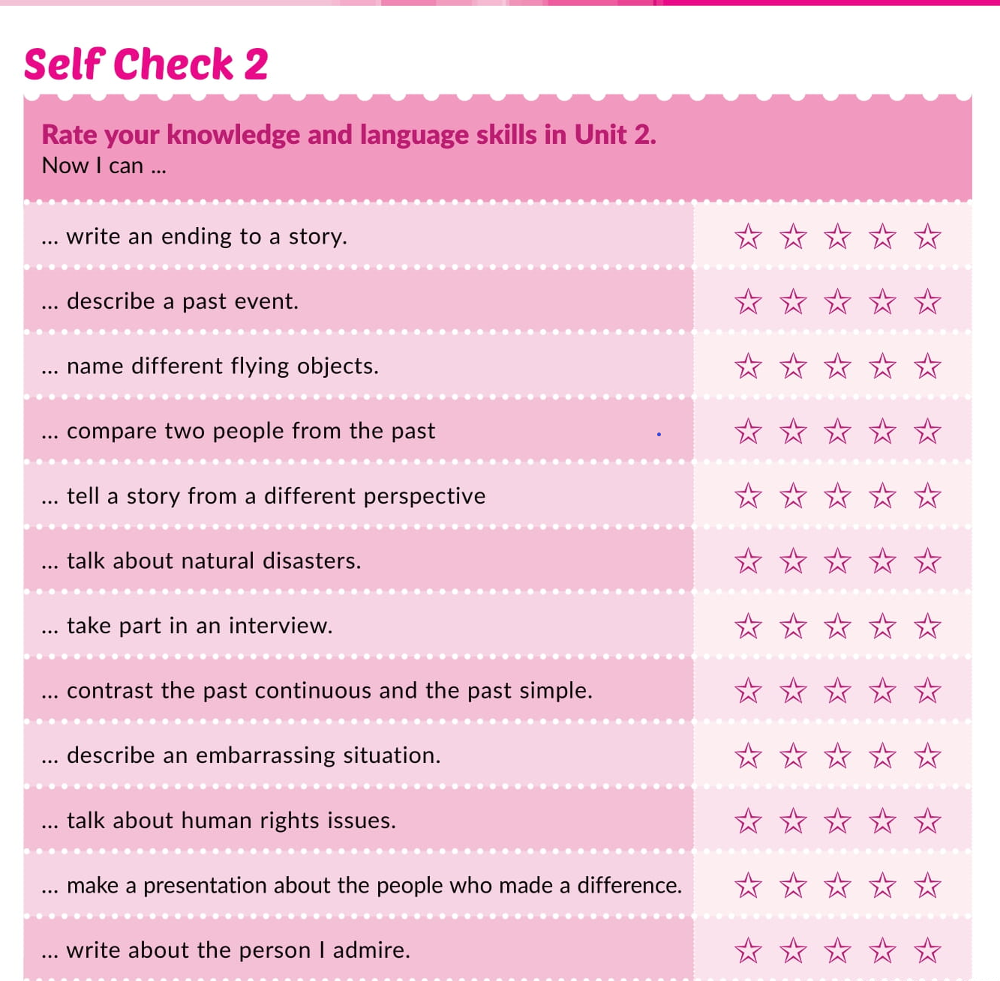 Self Check 2
Rate your knowledge and language skills in Unit 2.
Now I can ...
... write an ending to a story.
... describe a past event.
... name different flying objects.
... compare two people from the past
... tell a story from a different perspective
... talk about natural disasters.
... take part in an interview.
... contrast the past continuous and the past simple.
... describe an embarrassing situation.
... talk about human rights issues.
... make a presentation about the people who made a difference.
... write about the person I admire.